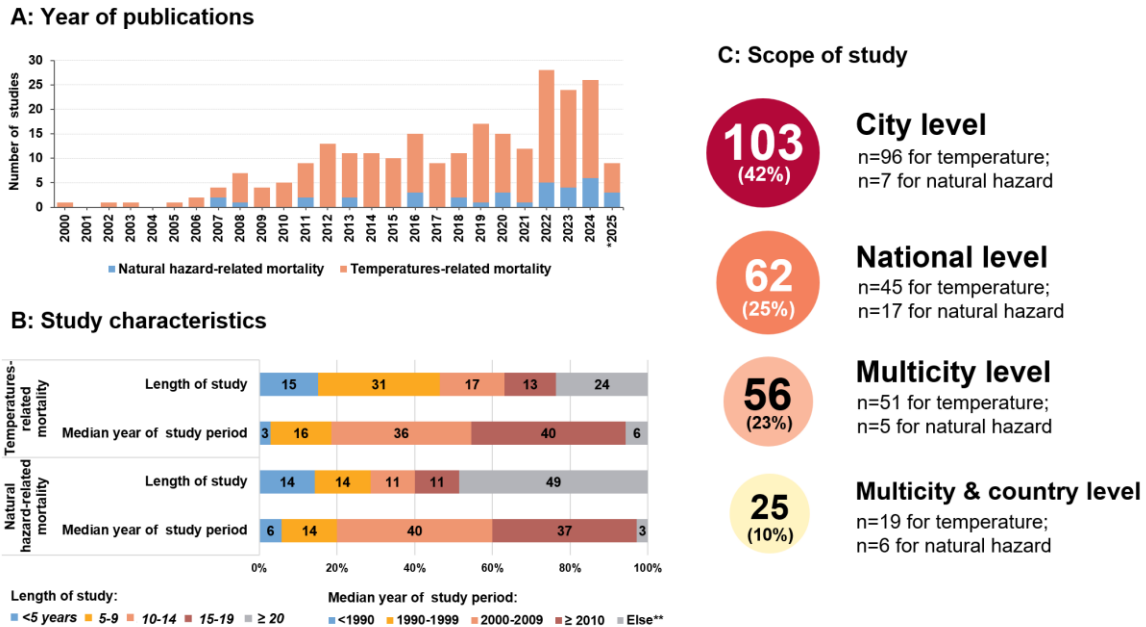 A: Year of publications
Number of studies
30
25
20
15
10
5
0
2000
2001
2002
2003
2004
2005
2006
2007
2008
2009
2010
2011
2012
2013
2014
2015
2016
2017
2018
2019
2020
2021
2022
2023
2024
*2025
Natural hazard-related mortality
Temperatures-related mortality
B: Study characteristics
Temperatures-
related
mortality
Length of study
15 31 17 13 24
Median year of study period
3 16 36 40 6
Natural
hazard-related
mortality
Length of study
14 14 11 11 49
Median year of study period
6 14 40 37 3
0% 20% 40% 60% 80% 100%
Length of study:
<5 years 5-9 10-14 15-19 ≥ 20
Median year of study period:
<1990 1990-1999 2000-2009 ≥ 2010 Else**
C: Scope of study
103
(42%)
City level
n=96 for temperature;
n=7 for natural hazard
62
(25%)
National level
n=45 for temperature;
n=17 for natural hazard
56
(23%)
Multicity level
n=51 for temperature;
n=5 for natural hazard
25
(10%)
Multicity & country level
n=19 for temperature;
n=6 for natural hazard